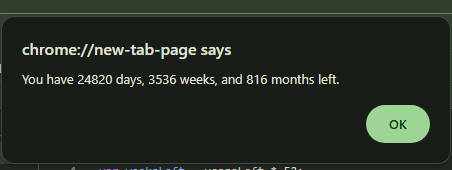 chrome://new-tab-page says
You have 24820 days, 3536 weeks, and 816 months left.
OK